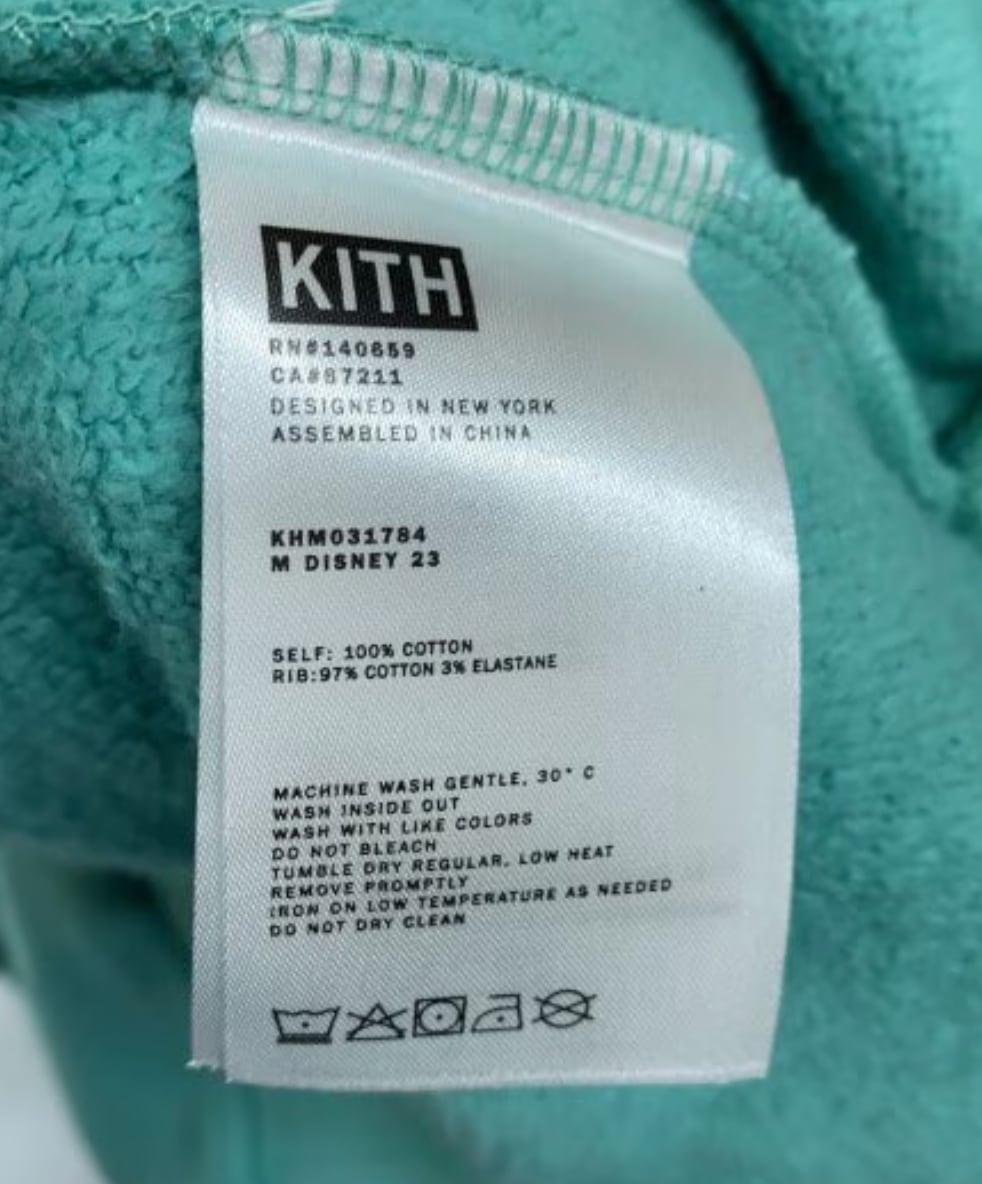 KITH
RN#140659
CA#67211
DESIGNED IN NEW YORK
ASSEMBLED IN CHINA
KHM031784
M DISNEY 23
SELF: 100% COTTON
RIB:97% COTTON 3% ELASTANE
MACHINE WASH GENTLE, 30° C
WASH INSIDE OUT
WASH WITH LIKE COLORS
DO NOT BLEACH
TUMBLE DRY REGULAR, LOW HEAT
REMOVE PROMPTLY
IRON ON LOW TEMPERATURE AS NEEDED
DO NOT DRY CLEAN